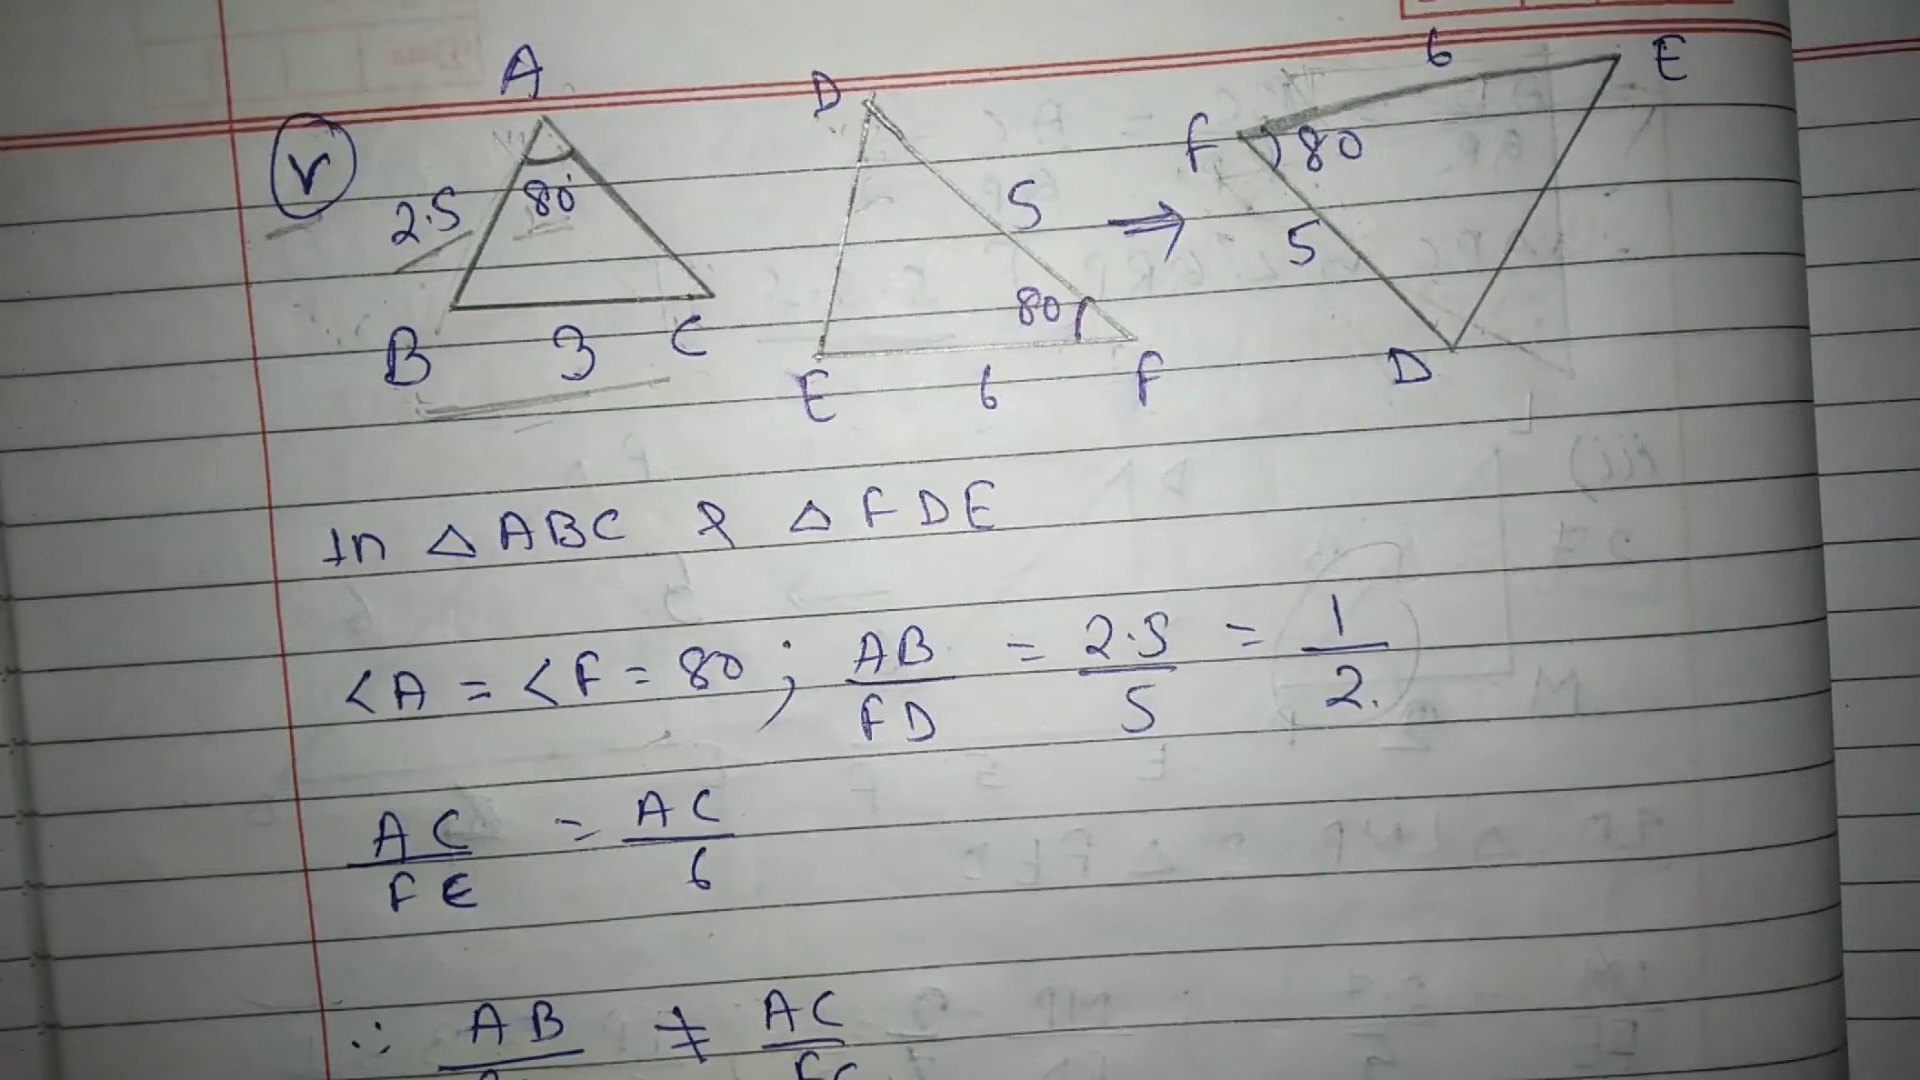 (v)
A
2.5
80°
B 3 C
D
5
80
E 6 F
⇒
6 E
F 80
5
D
In △ ABC & △ FDE
<A = <F = 80 ; AB/FD = 2.5/5 = 1/2.
AC/FE = AC/6
∴ AB ≠ AC